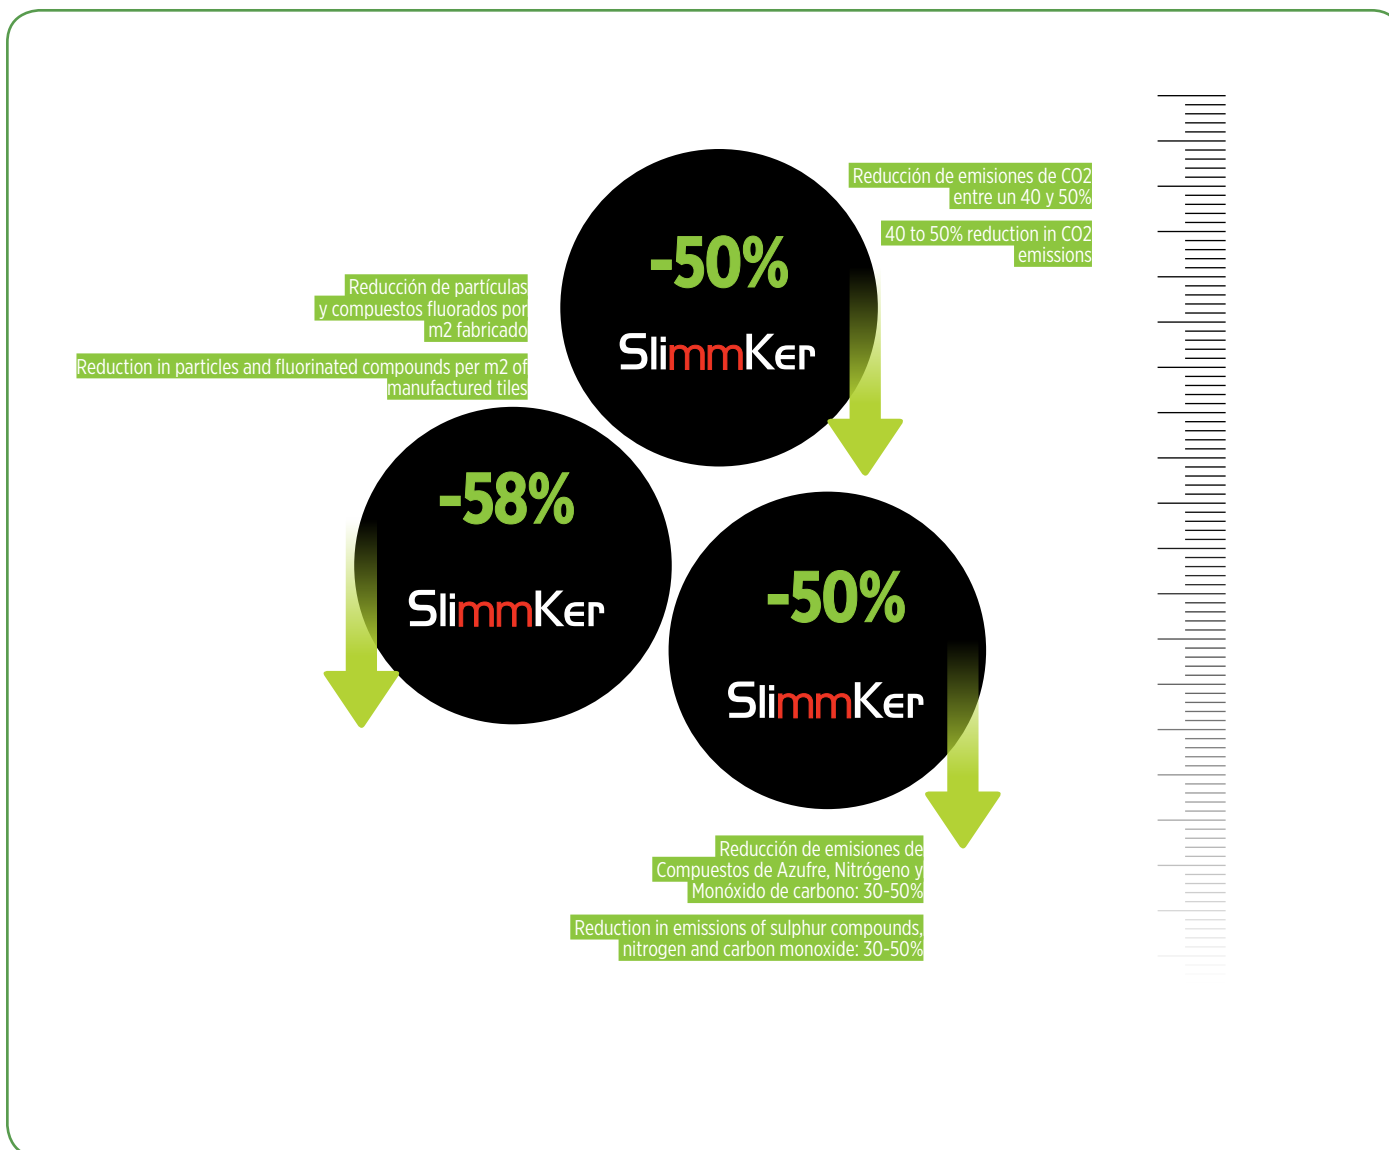 Reducción de emisiones de CO2
entre un 40 y 50%
40 to 50% reduction in CO2
emissions
-50%
SlimmKer
Reducción de partículas
y compuestos fluorados por
m2 fabricado
Reduction in particles and fluorinated compounds per m2 of
manufactured tiles
-58%
SlimmKer
-50%
SlimmKer
Reducción de emisiones de
Compuestos de Azufre, Nitrógeno y
Monóxido de carbono: 30-50%
Reduction in emissions of sulphur compounds,
nitrogen and carbon monoxide: 30-50%